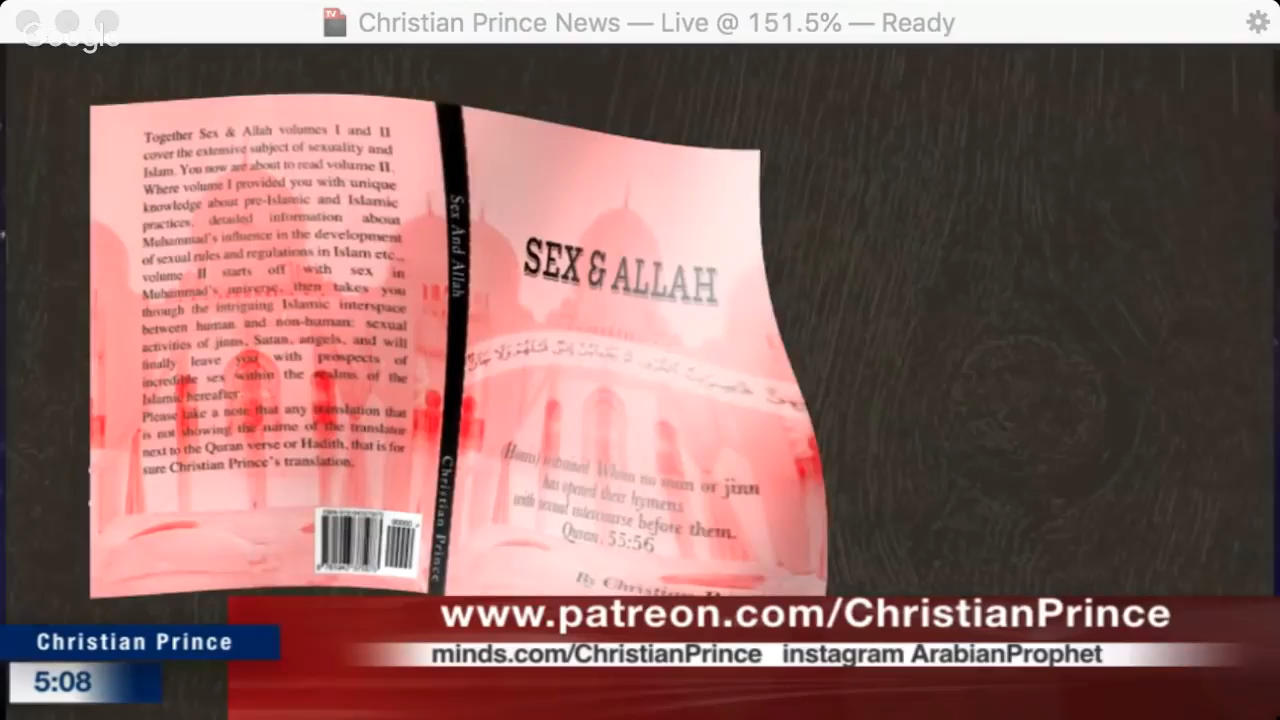 Google
Christian Prince News — Live @ 151.5% — Ready
Together Sex & Allah volumes I and II
cover the extensive subject of sexuality and
Islam. You now are about to read volume II.
Where volume I provided you with unique
knowledge about pre-Islamic and Islamic
practices, detailed information about
Muhammad's influence in the development
of sexual rules and regulations in Islam etc.,
volume II starts off with sex in
Muhammad's universe, then takes you
through the intriguing Islamic interspace
between human and non-human: sexual
activities of jinns, Satan, angels, and will
finally leave you with prospects of
incredible sex within the realms of the
Islamic hereafter.
Please take a note that any translation that
is not showing the name of the translator
next to the Quran verse or Hadith, that is for
sure Christian Prince's translation.
Sex And Allah
Christian Prince
SEX & ALLAH
Whom no man or jinn
has opened their hymens
with sexual intercourse before them.
Quran, 55:56
By Christian
www.patreon.com/ChristianPrince
minds.com/ChristianPrince instagram ArabianProphet
Christian Prince
5:08